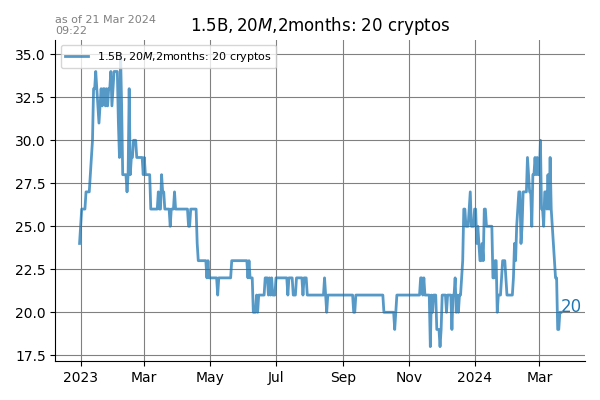 as of 21 Mar 2024
09:22
1.5B, 20M,2months: 20 cryptos
1.5B, 20M,2months: 20 cryptos
35.0
32.5
30.0
27.5
25.0
22.5
20.0
17.5
20
2023
Mar
May
Jul
Sep
Nov
2024
Mar